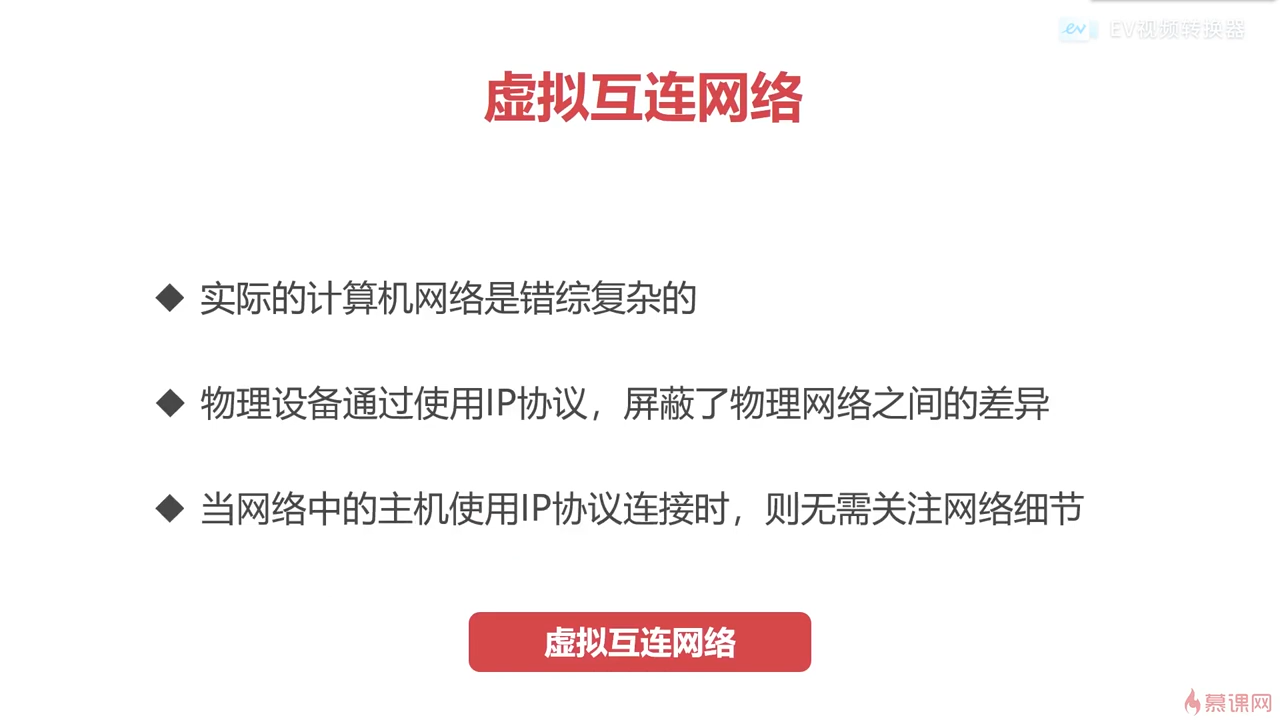 EV视频转换器
虚拟互连网络
◆ 实际的计算机网络是错综复杂的
◆ 物理设备通过使用IP协议，屏蔽了物理网络之间的差异
◆ 当网络中的主机使用IP协议连接时，则无需关注网络细节
虚拟互连网络
慕课网